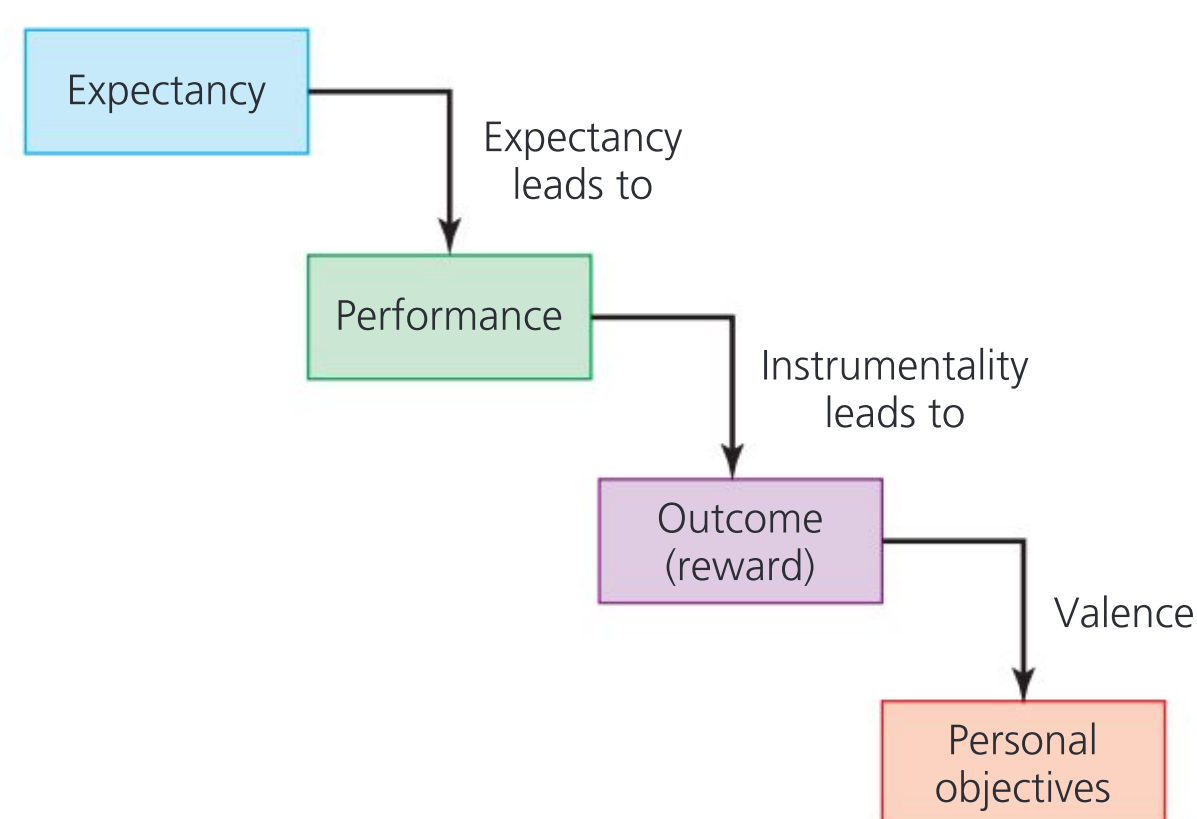 Expectancy
Expectancy
leads to
Performance
Instrumentality
leads to
Outcome
(reward)
Valence
Personal
objectives